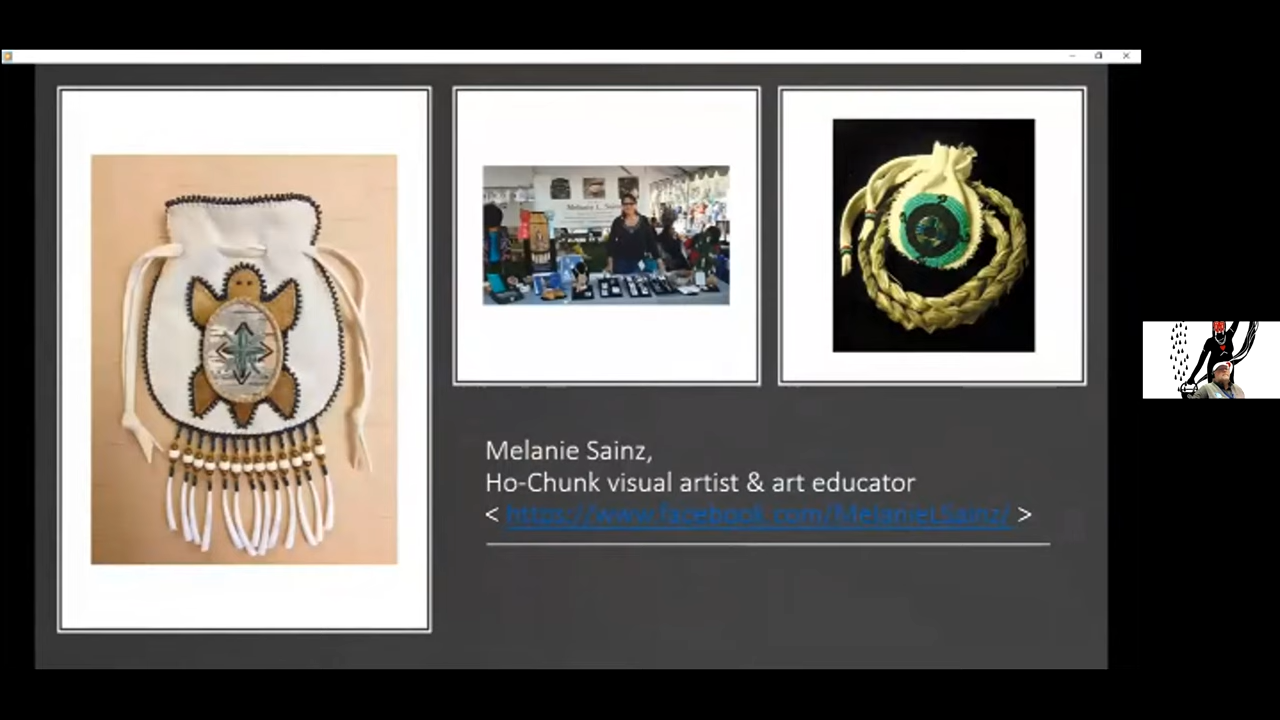 Melanie Sainz,
Ho-Chunk visual artist & art educator
< https://www.facebook.com/MelanieLSainz/ >